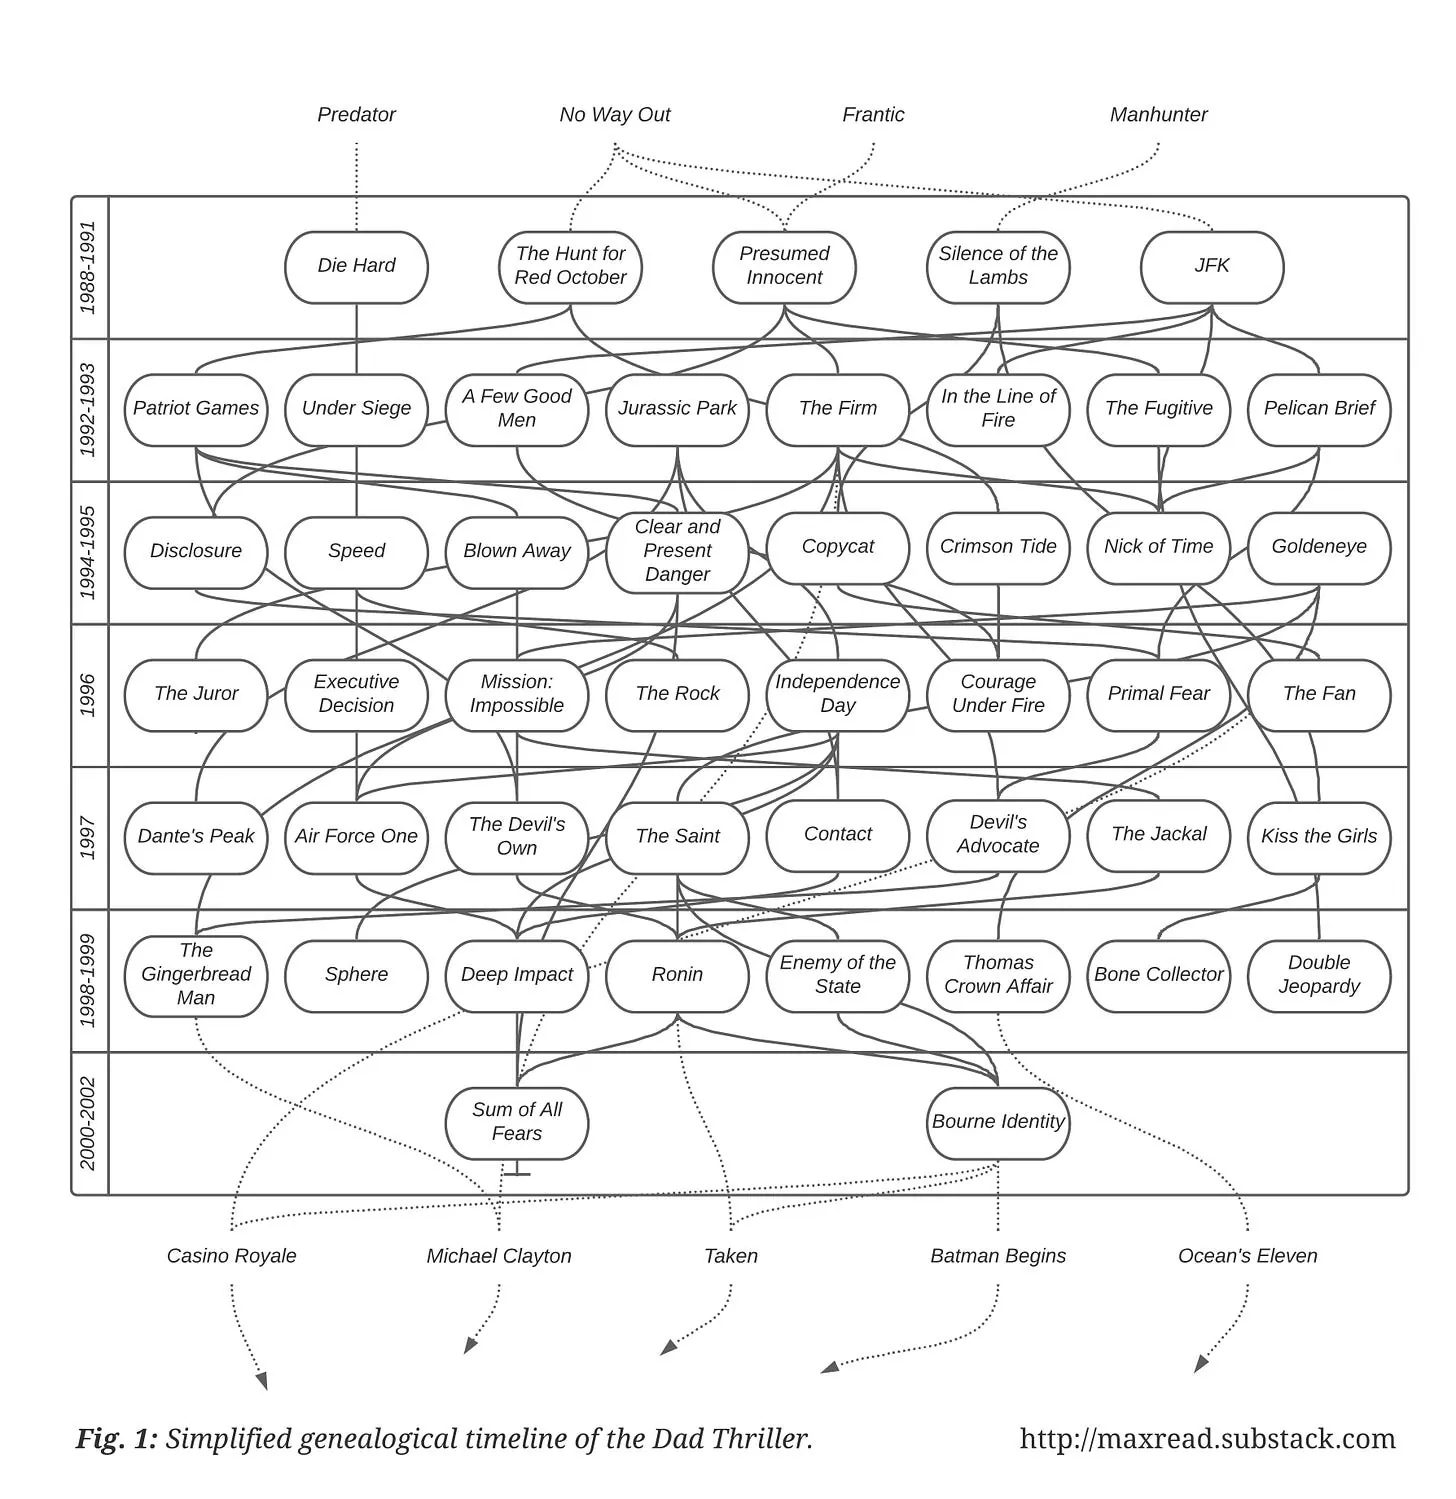 Predator
No Way Out
Frantic
Manhunter
1988-1991
Die Hard
The Hunt for
Red October
Presumed
Innocent
Silence of the
Lambs
JFK
1992-1993
Patriot Games
Under Siege
A Few Good
Men
Jurassic Park
The Firm
In the Line of
Fire
The Fugitive
Pelican Brief
1994-1995
Disclosure
Speed
Blown Away
Clear and
Present
Danger
Copycat
Crimson Tide
Nick of Time
Goldeneye
1996
The Juror
Executive
Decision
Mission:
Impossible
The Rock
Independence
Day
Courage
Under Fire
Primal Fear
The Fan
1997
Dante's Peak
Air Force One
The Devil's
Own
The Saint
Contact
Devil's
Advocate
The Jackal
Kiss the Girls
1998-1999
The
Gingerbread
Man
Sphere
Deep Impact
Ronin
Enemy of the
State
Thomas
Crown Affair
Bone Collector
Double
Jeopardy
2000-2002
Sum of All
Fears
Bourne Identity
Casino Royale
Michael Clayton
Taken
Batman Begins
Ocean's Eleven
Fig. 1: Simplified genealogical timeline of the Dad Thriller.
http://maxread.substack.com